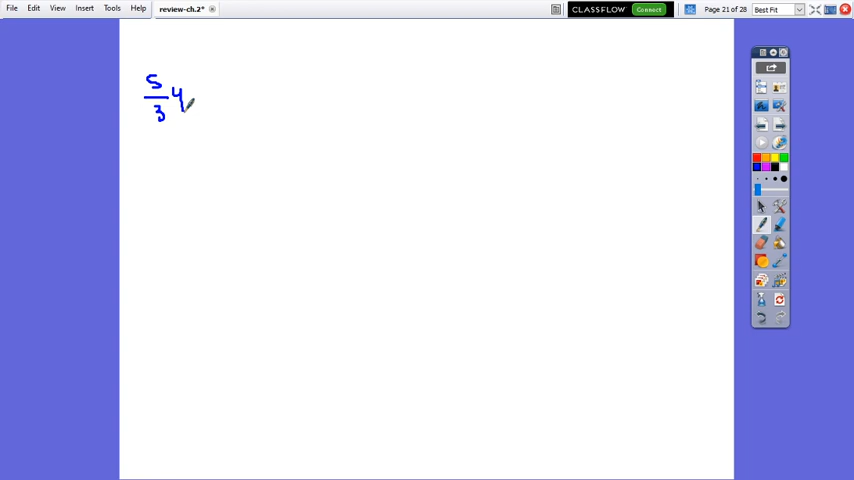 File Edit View Insert Tools Help review-ch.2* CLASSFLOW Connect Page 21 of 28 Best Fit
5
3 4